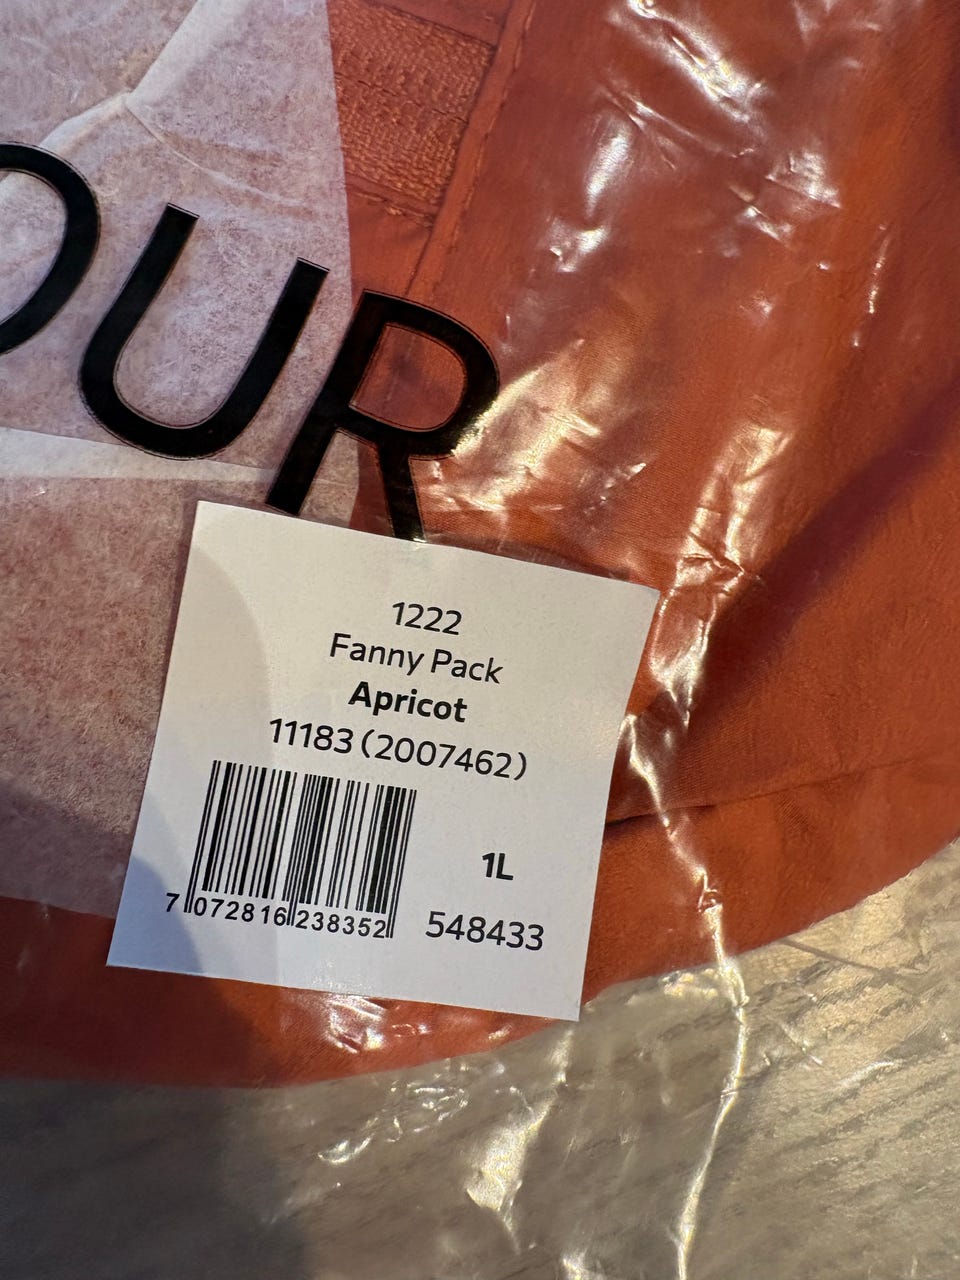 OUR
1222
Fanny Pack
Apricot
11183 (2007462)
1L
7 072816 238352
548433